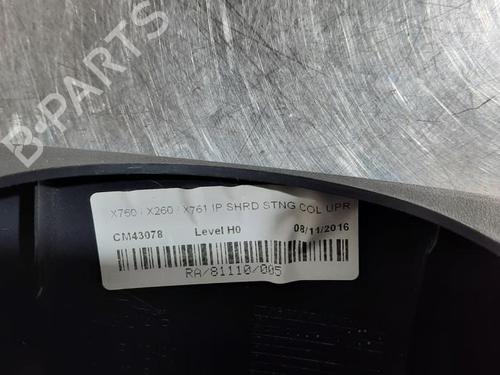 B-PARTS
X760 / X260 / X761 IP SHRD STNG COL UPR
CM43078 Level H0 08/11/2016
RA/81110/005